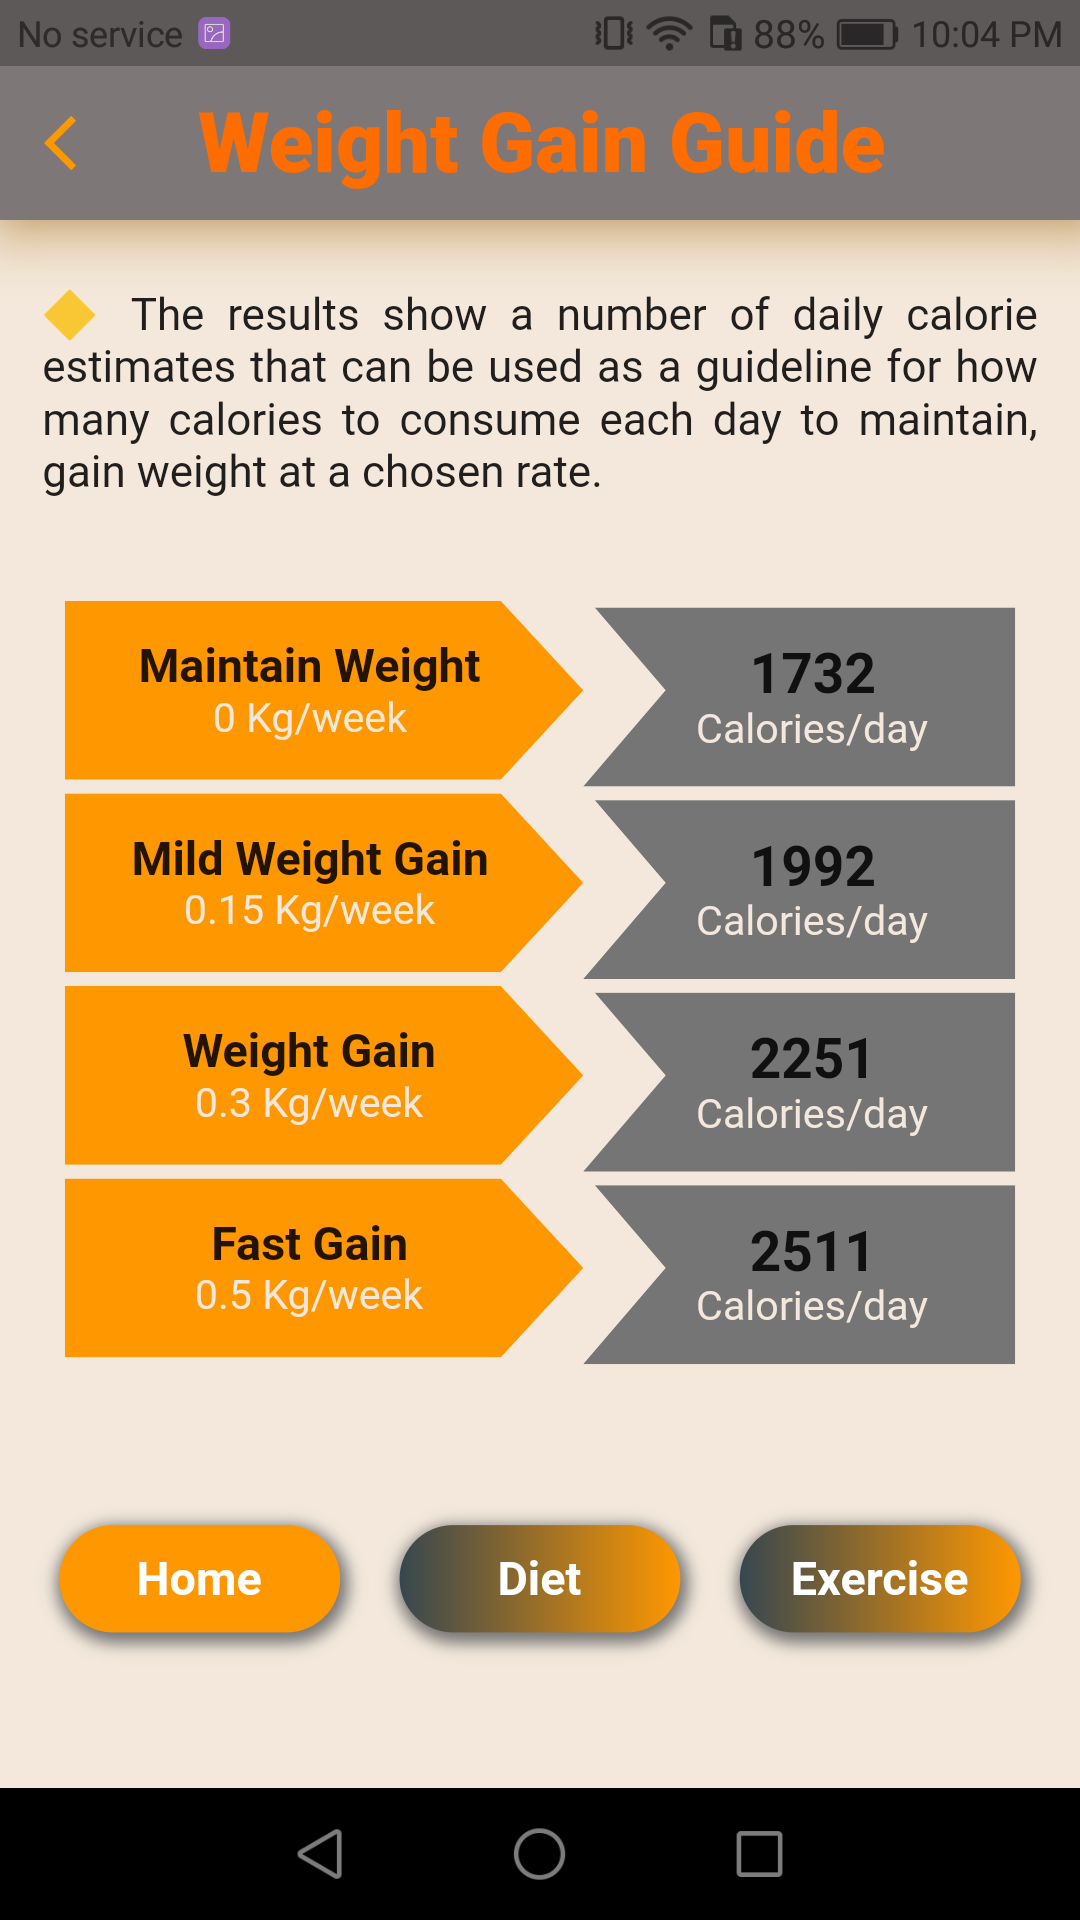 No service 88% 10:04 PM
Weight Gain Guide
The results show a number of daily calorie
estimates that can be used as a guideline for how
many calories to consume each day to maintain,
gain weight at a chosen rate.
Maintain Weight
0 Kg/week
1732
Calories/day
Mild Weight Gain
0.15 Kg/week
1992
Calories/day
Weight Gain
0.3 Kg/week
2251
Calories/day
Fast Gain
0.5 Kg/week
2511
Calories/day
Home Diet Exercise